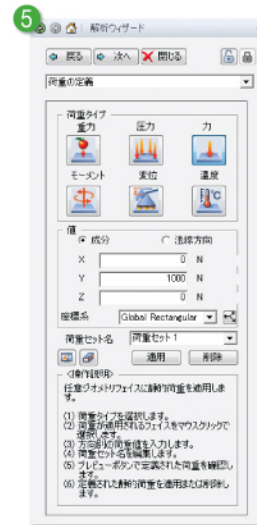 5
解析ウィザード
戻る 次へ 閉じる
荷重の定義
荷重タイプ
重力 圧力 力
モーメント 変位 温度
値
成分 法線方向
X 0 N
Y 1000 N
Z 0 N
座標系 Global Rectangular
荷重セット名 荷重セット1
適用 削除
<動作説明>
任意ジオメトリフェイスに静的荷重を適用しま
す。
(1) 荷重タイプを選択します。
(2) 荷重が適用されるフェイスをマウスクリックで
選択します。
(3) 方向別の荷重値を入力します。
(4) 荷重セット名を編集します。
(5) プレビューボタンで定義された荷重を確認し
ます。
(6) 定義された静的荷重を適用または削除し
ます。